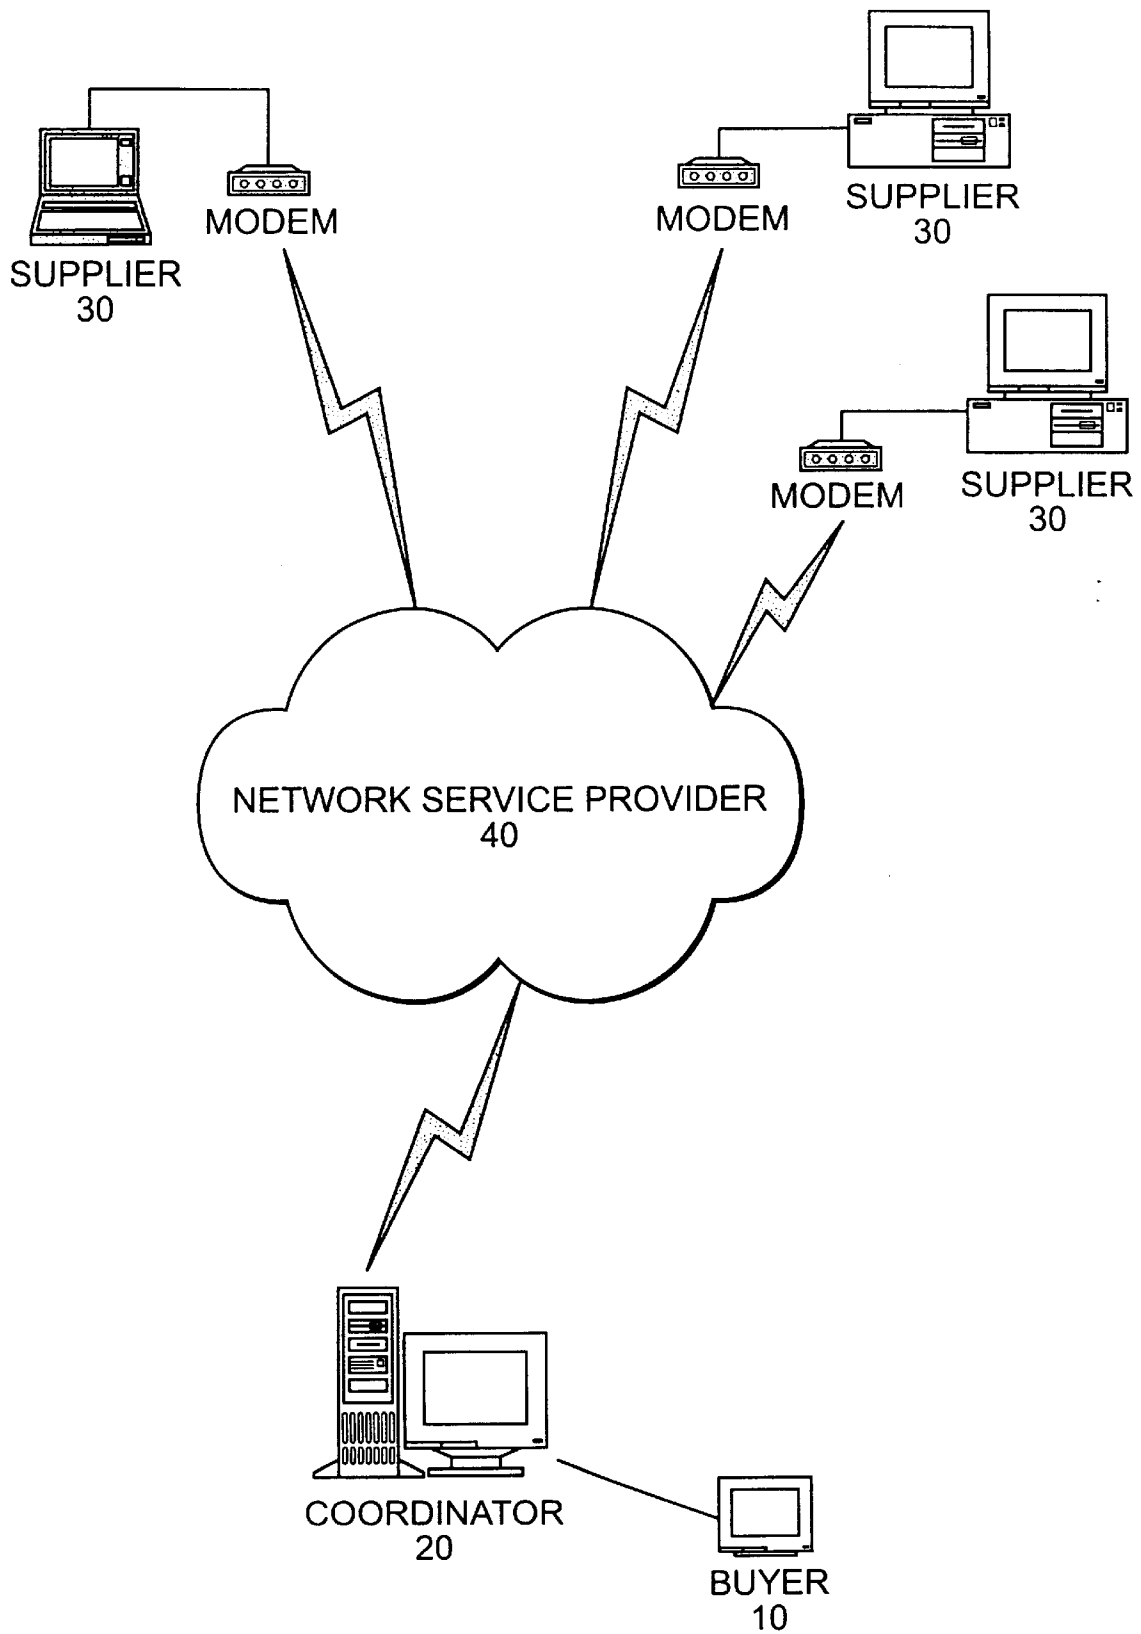 SUPPLIER
30
MODEM
MODEM
SUPPLIER
30
MODEM
SUPPLIER
30
NETWORK SERVICE PROVIDER
40
COORDINATOR
20
BUYER
10